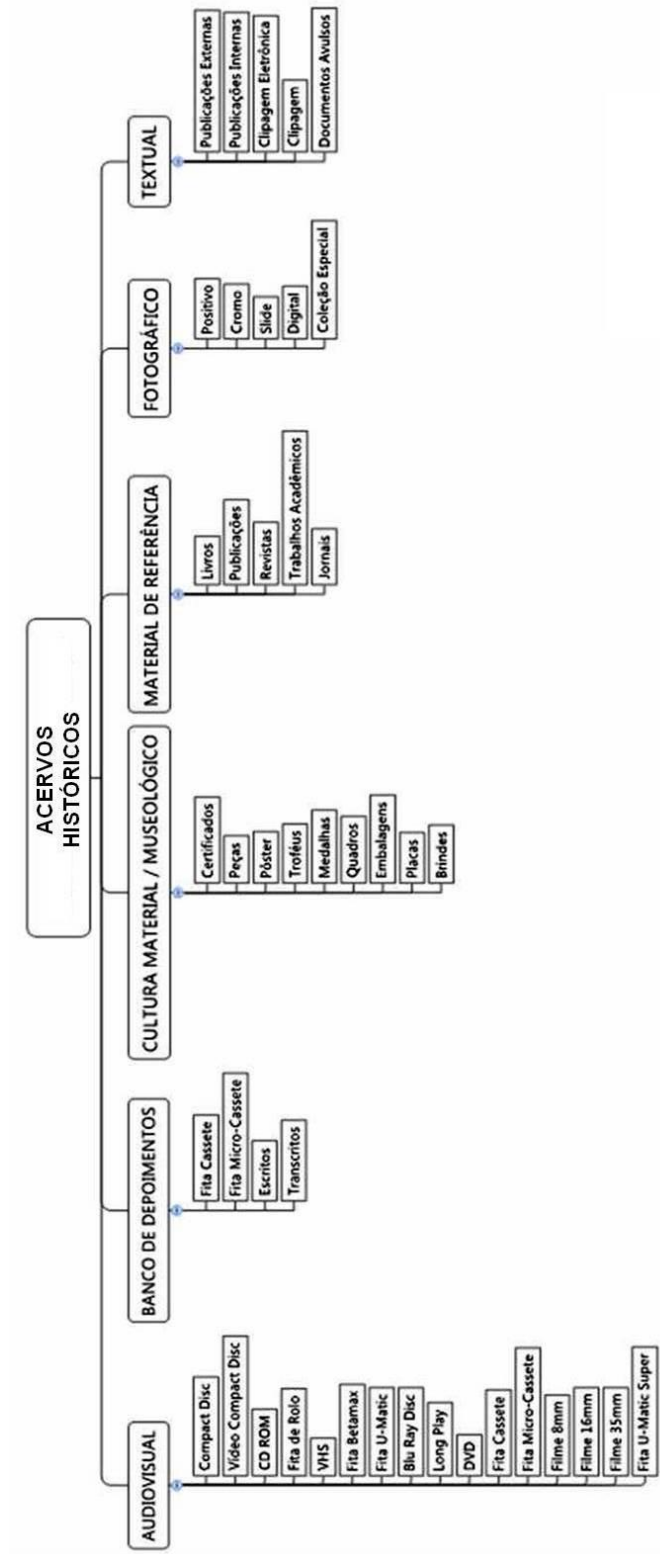 ACERVOS
HISTÓRICOS
AUDIOVISUAL
Compact Disc
Vídeo Compact Disc
CD ROM
Fita de Rolo
VHS
Fita Betamax
Fita U-Matic
Blu Ray Disc
Long Play
DVD
Fita Cassete
Fita Micro-Cassete
Filme 8mm
Filme 16mm
Filme 35mm
Fita U-Matic Super
BANCO DE DEPOIMENTOS
Fita Cassete
Fita Micro-Cassete
Escritos
Transcritos
CULTURA MATERIAL / MUSEOLÓGICO
Certificados
Peças
Pôster
Troféus
Medalhas
Quadros
Embalagens
Placas
Brindes
MATERIAL DE REFERÊNCIA
Livros
Publicações
Revistas
Trabalhos Acadêmicos
Jornais
FOTOGRÁFICO
Positivo
Cromo
Slide
Digital
Coleção Especial
TEXTUAL
Publicações Externas
Publicações Internas
Clipagem Eletrônica
Clipagem
Documentos Avulsos